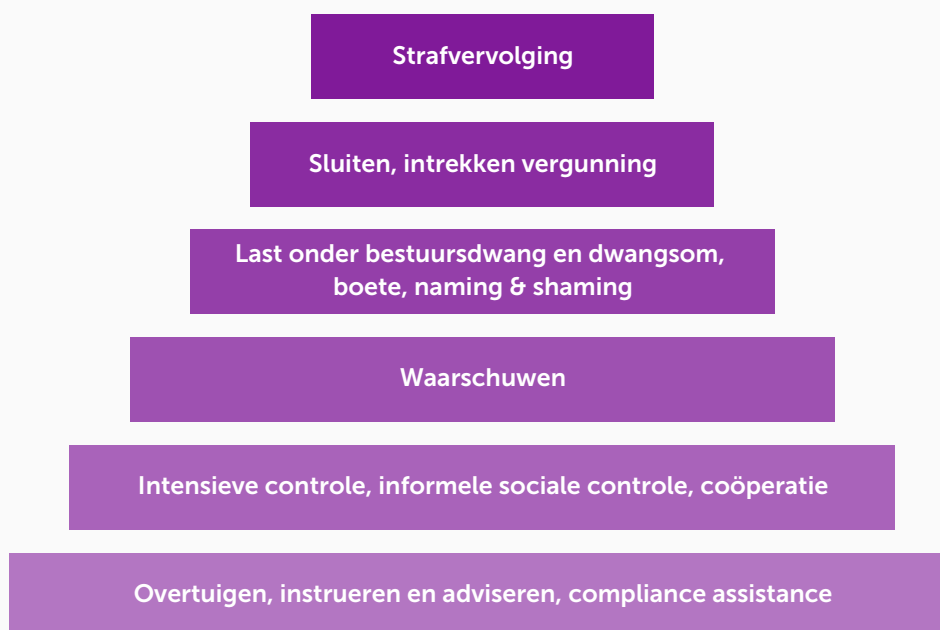 Strafvervolging
Sluiten, intrekken vergunning
Last onder bestuursdwang en dwangsom,
boete, naming & shaming
Waarschuwen
Intensieve controle, informele sociale controle, coöperatie
Overtuigen, instrueren en adviseren, compliance assistance